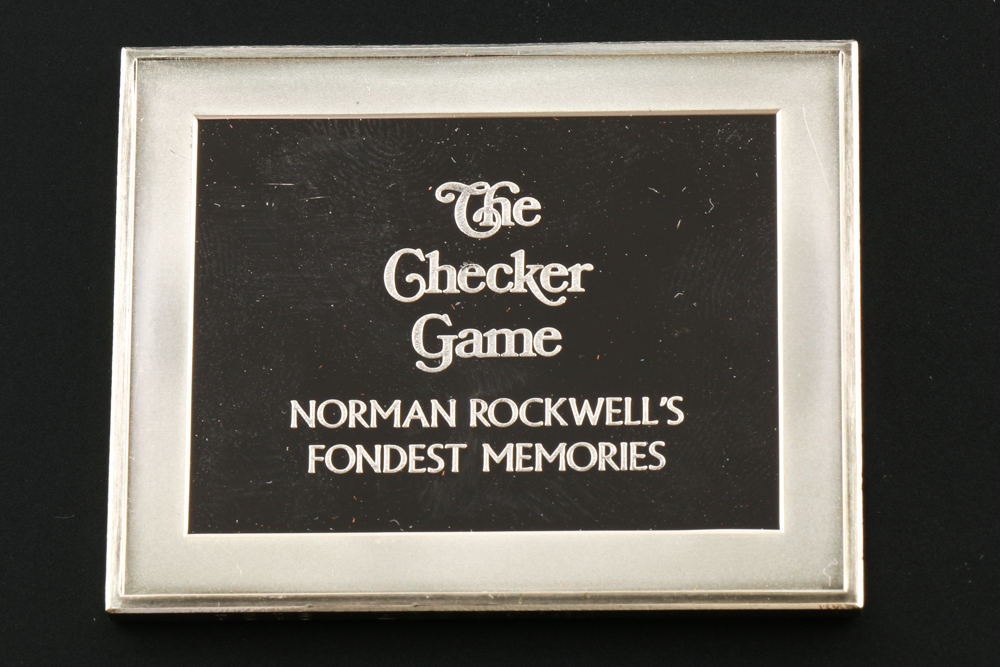 The
Checker
Game
NORMAN ROCKWELL'S
FONDEST MEMORIES